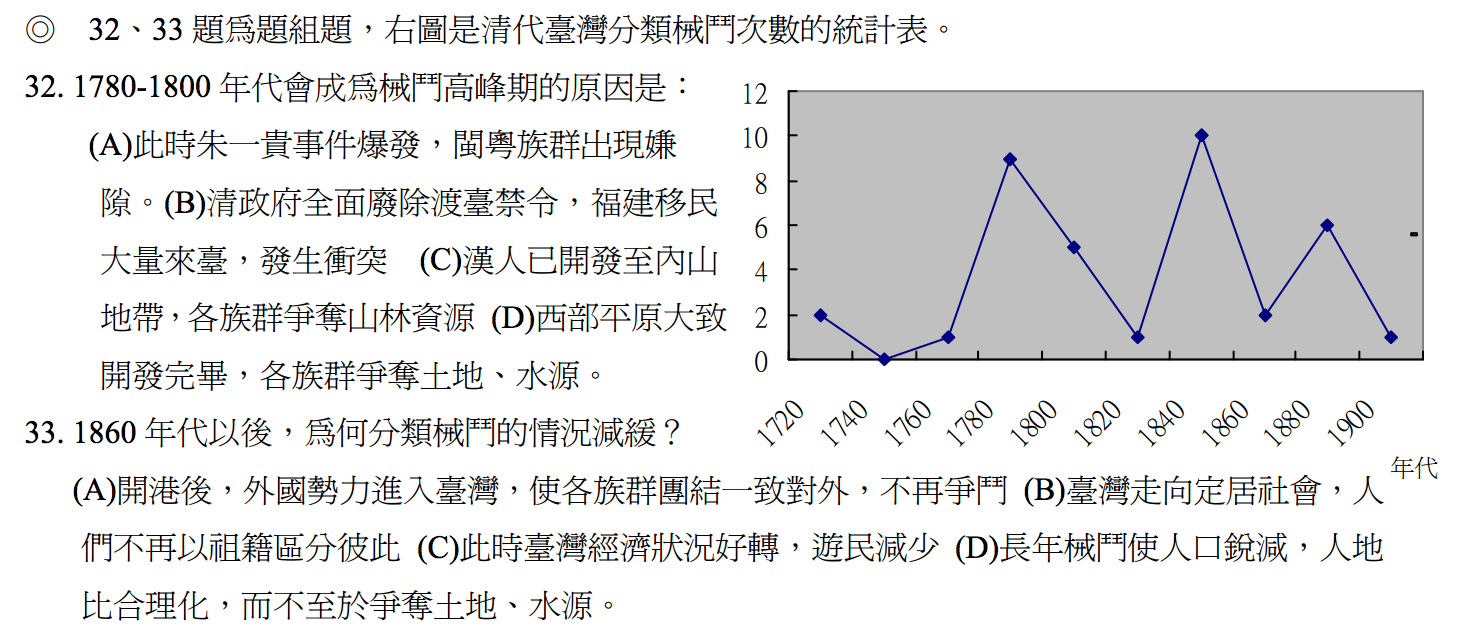 ◎ 32、33 題為題組題，右圖是清代臺灣分類械鬥次數的統計表。
32. 1780-1800 年代會成為械鬥高峰期的原因是：
(A)此時朱一貴事件爆發，閩粵族群出現嫌
隙。(B)清政府全面廢除渡臺禁令，福建移民
大量來臺，發生衝突 (C)漢人已開發至內山
地帶，各族群爭奪山林資源 (D)西部平原大致
開發完畢，各族群爭奪土地、水源。
12
10
8
6
4
2
0
1720 1740 1760 1780 1800 1820 1840 1860 1880 1900
年代
33. 1860 年代以後，為何分類械鬥的情況減緩？
(A)開港後，外國勢力進入臺灣，使各族群團結一致對外，不再爭鬥 (B)臺灣走向定居社會，人
們不再以祖籍區分彼此 (C)此時臺灣經濟狀況好轉，遊民減少 (D)長年械鬥使人口銳減，人地
比合理化，而不至於爭奪土地、水源。